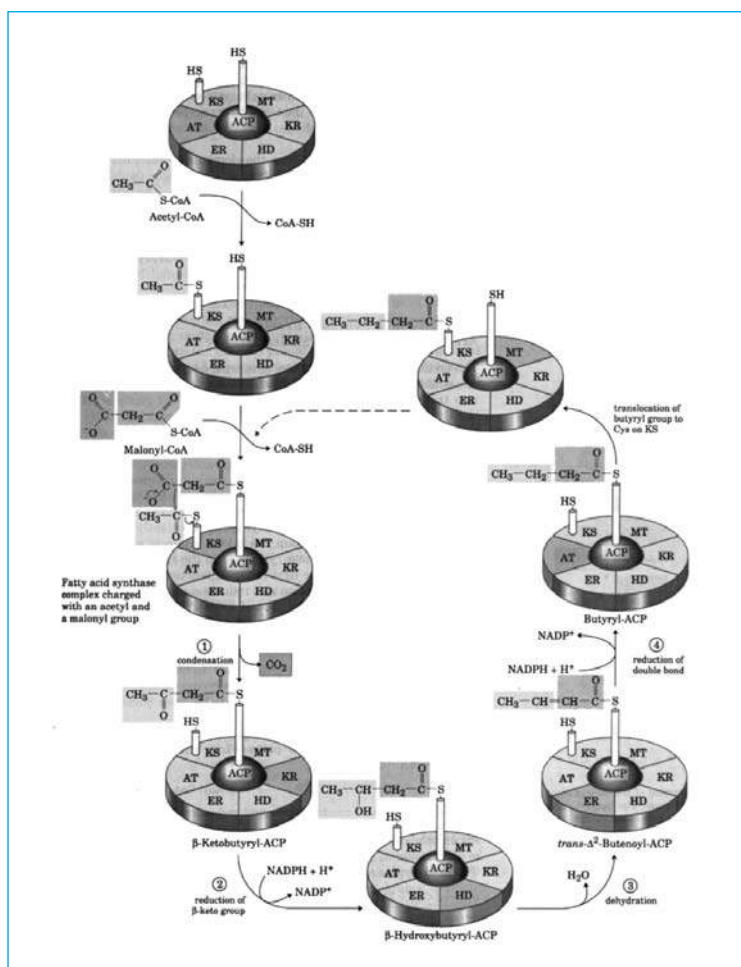 HS
HS
KS MT
AT ACP KR
ER HD
O
CH₃—C
S-CoA
Acetyl-CoA
CoA-SH
O
CH₃—C—S
HS
KS MT
AT KR
ACP
ER HD
O
C—CH₂—C
O
⁻O
S-CoA
Malonyl-CoA
CoA-SH
O
C—CH₂—C—S
O
⁻O
CH₃—C S
O
KS MT
AT ACP KR
ER HD
Fatty acid synthase
complex charged
with an acetyl and
a malonyl group
①
condensation
CO₂
O
CH₃—C—CH₂—C—S
O
HS
KS MT
AT ACP KR
ER HD
β-Ketobutyryl-ACP
②
reduction of
β-keto group
NADPH + H⁺
NADP⁺
O
CH₃—CH—CH₂—C—S
OH
HS
KS MT
AT ACP KR
ER HD
β-Hydroxybutyryl-ACP
H₂O
③
dehydration
O
CH₃—CH=CH—C—S
HS
KS MT
AT ACP KR
ER HD
trans-Δ²-Butenoyl-ACP
NADP⁺
NADPH + H⁺
④
reduction of
double bond
O
CH₃—CH₂—CH₂—C—S
HS
KS MT
AT ACP KR
ER HD
Butyryl-ACP
translocation of
butyryl group to
Cys on KS
O
CH₃—CH₂—CH₂—C—S
SH
KS MT
AT ACP KR
ER HD